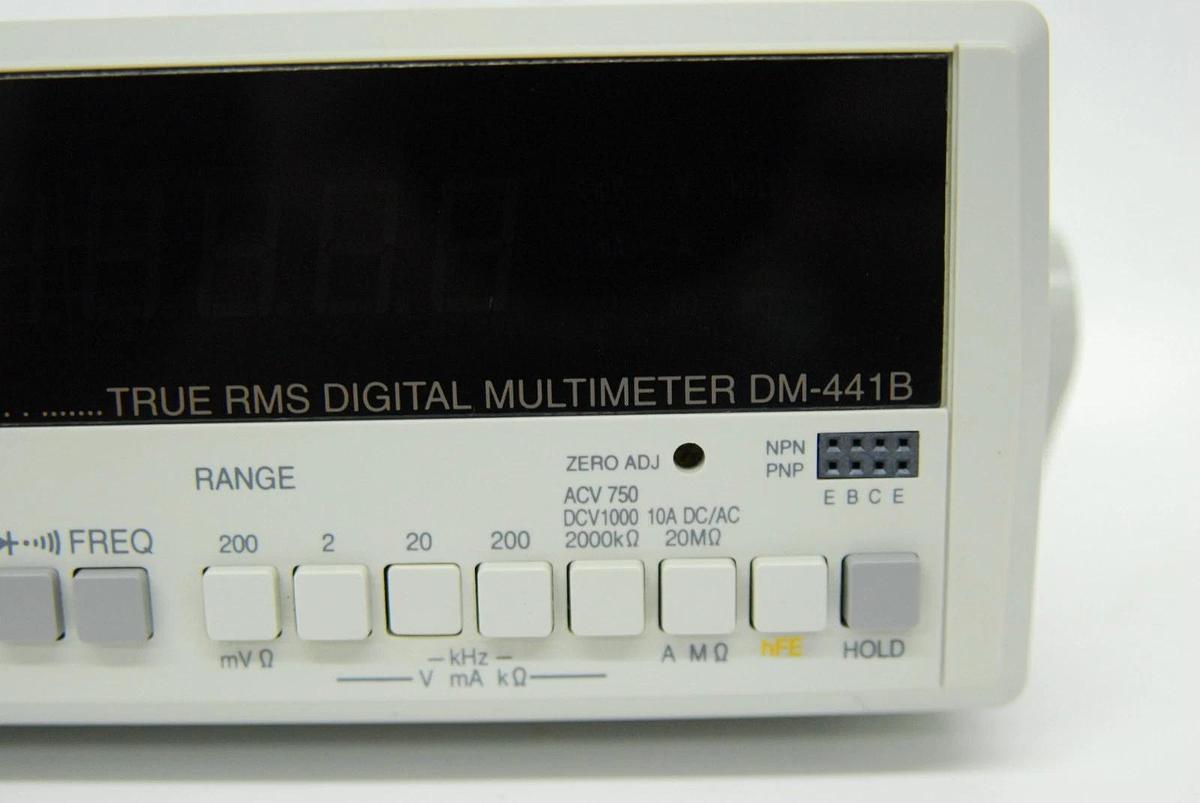 TRUE RMS DIGITAL MULTIMETER DM-441B
RANGE
ZERO ADJ
NPN
PNP
E B C E
ACV 750
DCV1000 10A DC/AC
FREQ 200 2 20 200 2000kΩ 20MΩ
mV Ω
–kHz–
V mA kΩ
A MΩ
hFE
HOLD